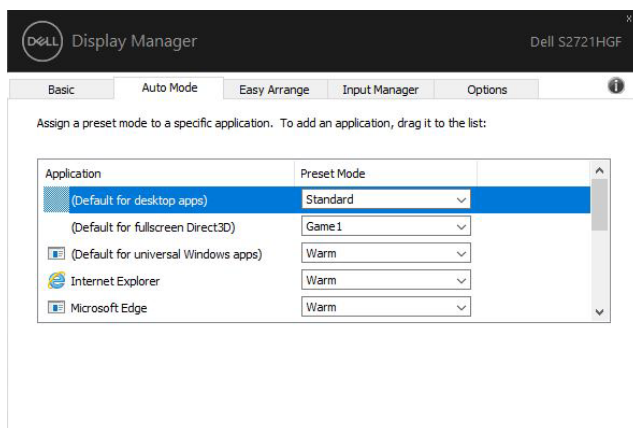 DELL Display Manager
Dell S2721HGF
Basic Auto Mode Easy Arrange Input Manager Options
Assign a preset mode to a specific application. To add an application, drag it to the list:
Application Preset Mode
(Default for desktop apps) Standard
(Default for fullscreen Direct3D) Game1
(Default for universal Windows apps) Warm
Internet Explorer Warm
Microsoft Edge Warm